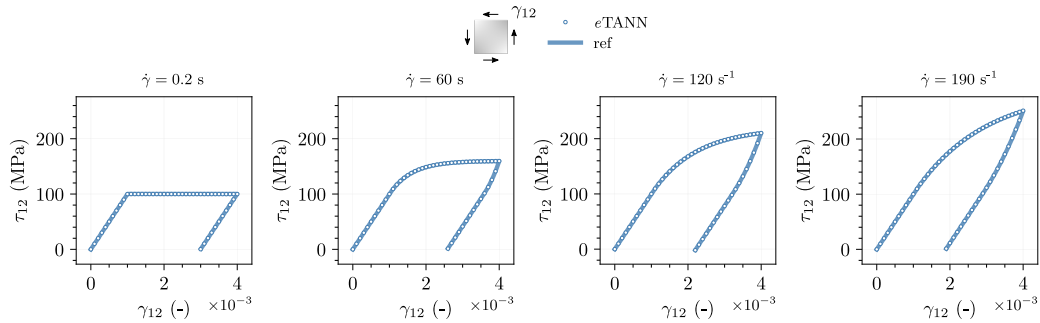 γ₁₂
eTANN
ref
γ̇ = 0.2 s
γ̇ = 60 s
γ̇ = 120 s⁻¹
γ̇ = 190 s⁻¹
τ₁₂ (MPa)
200
100
0
0 2 4
×10⁻³
γ₁₂ (-)
τ₁₂ (MPa)
200
100
0
0 2 4
×10⁻³
γ₁₂ (-)
τ₁₂ (MPa)
200
100
0
0 2 4
×10⁻³
γ₁₂ (-)
τ₁₂ (MPa)
200
100
0
0 2 4
×10⁻³
γ₁₂ (-)